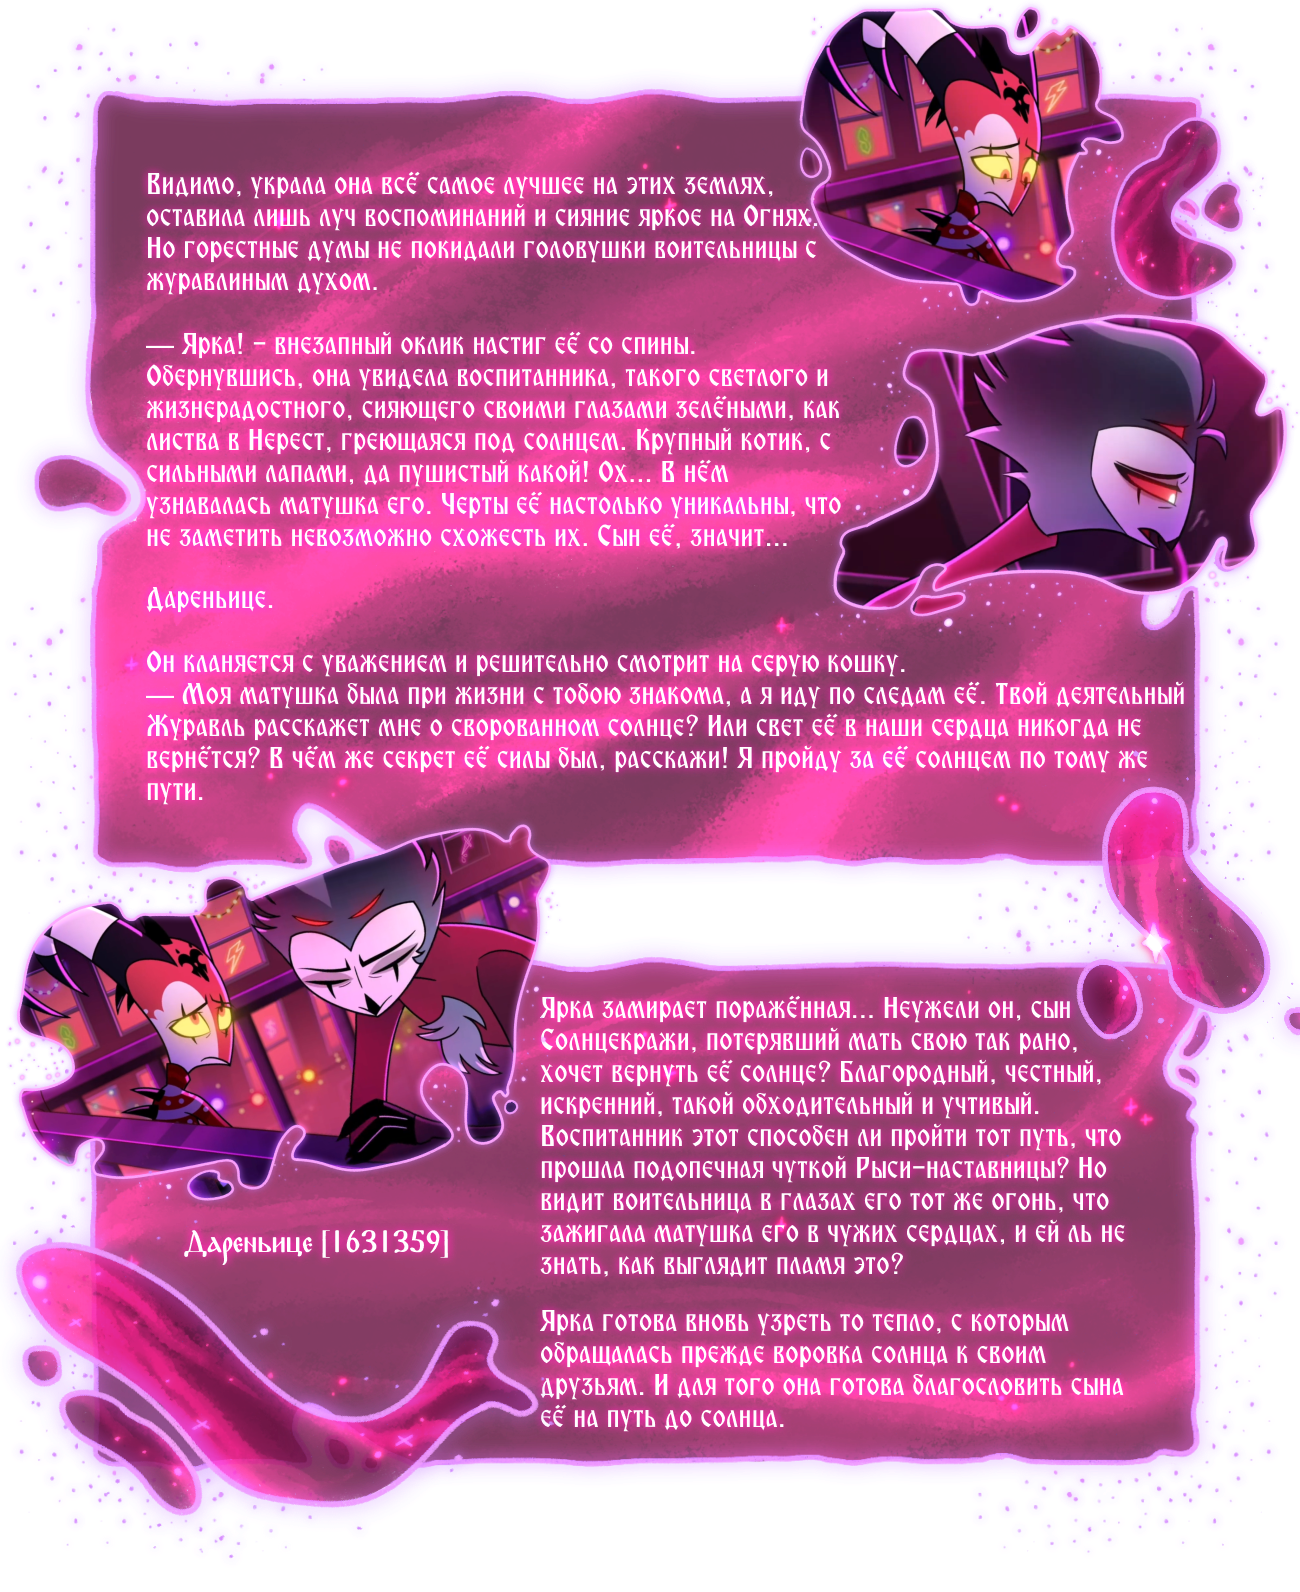 Видимо, украла она всё самое лучшее на этих землях,
оставила лишь луч воспоминаний и сияние яркое на Огнях.
Но горестные думы не покидали головушки воительницы с
журавлиным духом.
— Ярка! - внезапный оклик настиг её со спины.
Обернувшись, она увидела воспитанника, такого светлого и
жизнерадостного, сияющего своими глазами зелёными, как
листва в Нерест, греющаяся под солнцем. Крупный котик, с
сильными лапами, да пушистый какой! Ох... В нём
узнавалась матушка его. Черты её настолько уникальны, что
не заметить невозможно схожесть их. Сын её, значит...
Дареньице.
Он кланяется с уважением и решительно смотрит на серую кошку.
— Моя матушка была при жизни с тобою знакома, а я иду по следам её. Твой деятельный
Журавль расскажет мне о сворованном солнце? Или свет её в наши сердца никогда не
вернётся? В чём же секрет её силы был, расскажи! Я пройду за её солнцем по тому же
пути.
Ярка замирает поражённая... Неужели он, сын
Солнцекражи, потерявший мать свою так рано,
хочет вернуть её солнце? Благородный, честный,
искренний, такой обходительный и учтивый.
Воспитанник этот способен ли пройти тот путь, что
прошла подопечная чуткой Рыси-наставницы? Но
видит воительница в глазах его тот же огонь, что
зажигала матушка его в чужих сердцах, и ей ль не
знать, как выглядит пламя это?
Ярка готова вновь узреть то тепло, с которым
обращалась прежде воровка солнца к своим
друзьям. И для того она готова благословить сына
её на путь до солнца.
Дареньице [1631359]